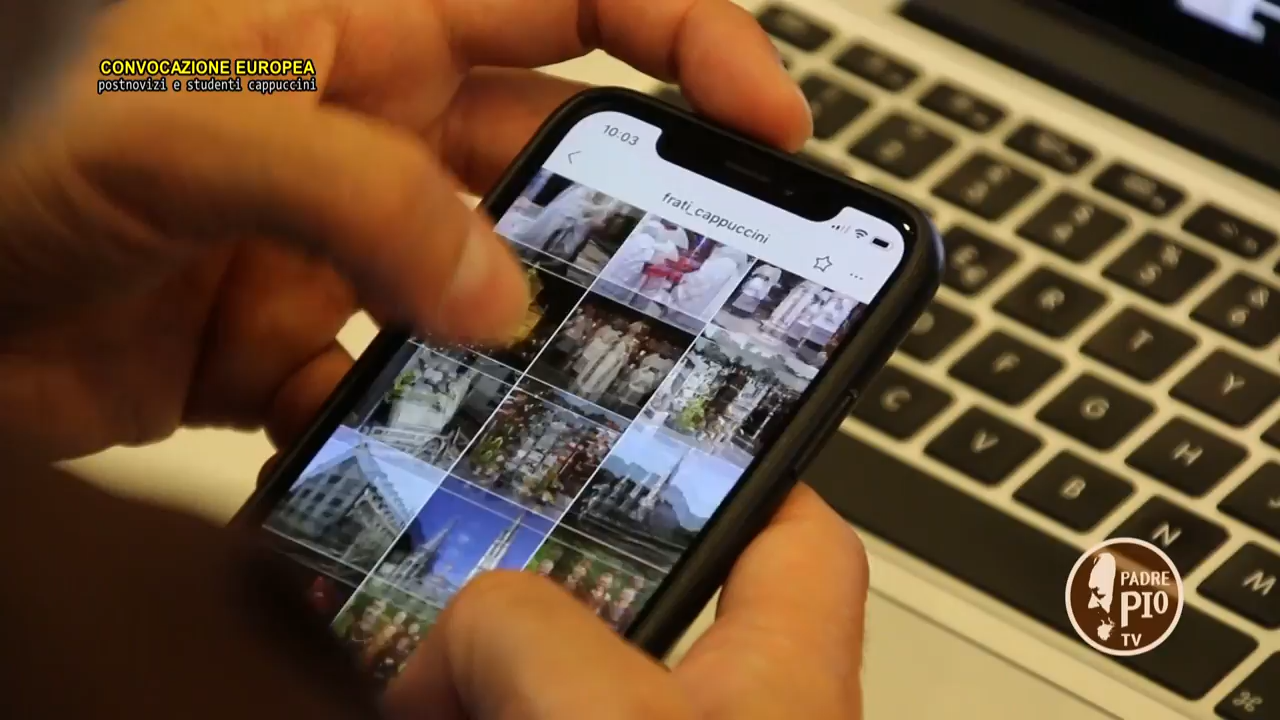 CONVOCAZIONE EUROPEA
postnovizi e studenti cappuccini
10:03
frati_cappuccini
R
T
Y
F
G
H
C
V
B
N
M
⌘
PADRE
PIO
TV